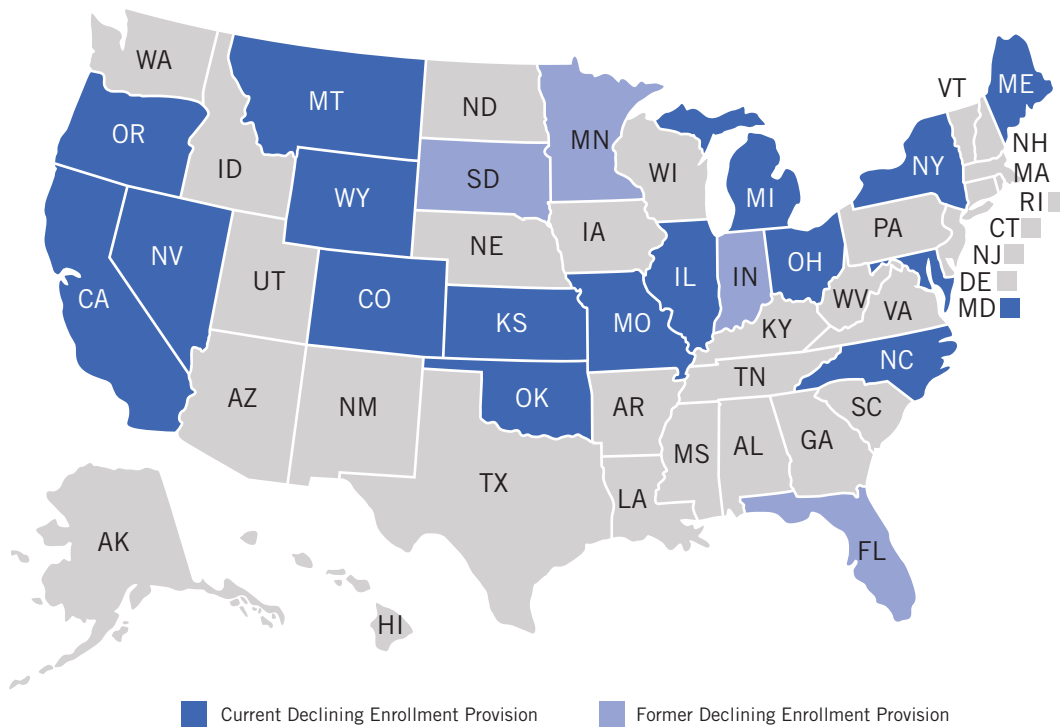 WA
MT
ND
MN
VT
ME
OR
ID
WY
SD
WI
MI
NY
NH
MA
RI
CT
NJ
DE
MD
NV
CA
UT
CO
NE
IA
IL
IN
OH
PA
KS
MO
KY
WV
VA
AZ
NM
OK
AR
TN
NC
SC
TX
LA
MS
AL
GA
FL
AK
HI
Current Declining Enrollment Provision
Former Declining Enrollment Provision